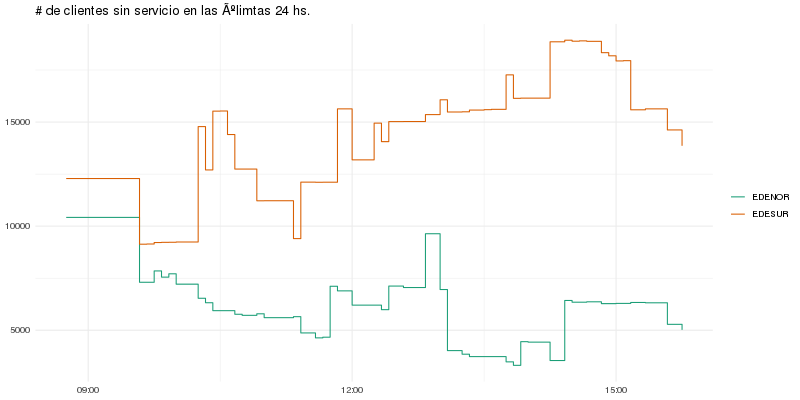 # de clientes sin servicio en las Ãºlimtas 24 hs.
15000
10000
5000
09:00
12:00
15:00
EDENOR
EDESUR